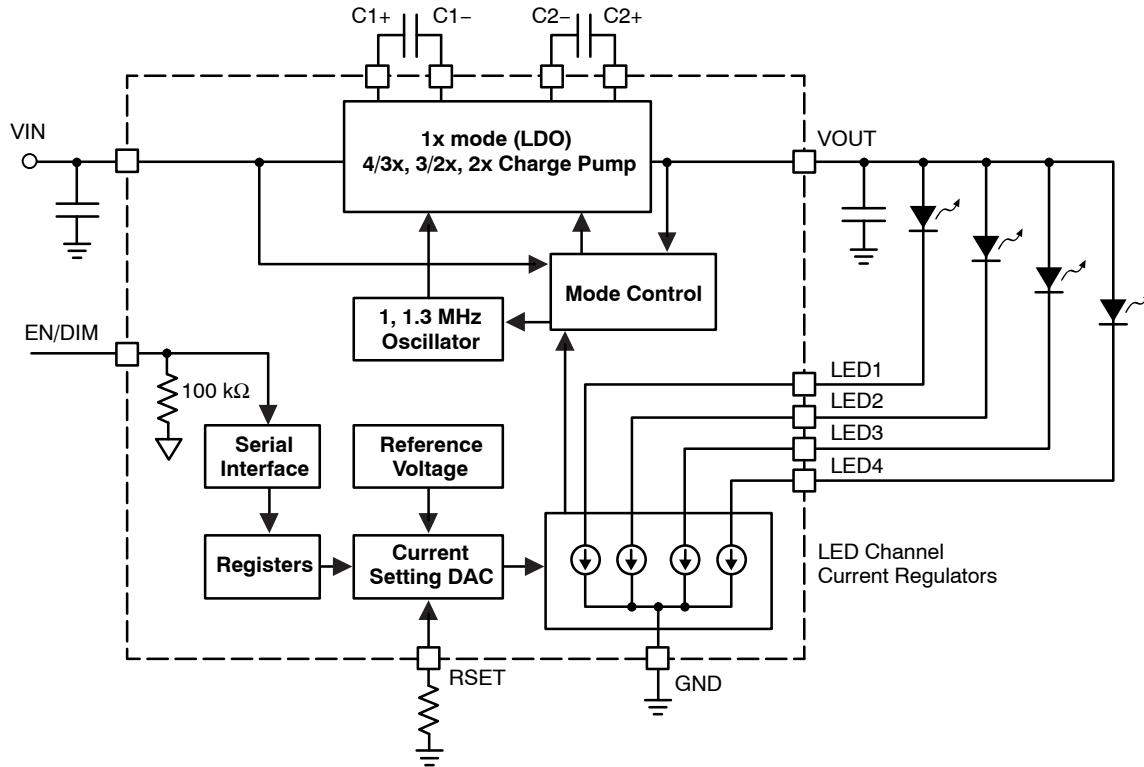 C1+ C1− C2− C2+
VIN
1x mode (LDO)
4/3x, 3/2x, 2x Charge Pump
VOUT
Mode Control
1, 1.3 MHz
Oscillator
EN/DIM
100 kΩ
LED1
LED2
LED3
LED4
Serial
Interface
Reference
Voltage
Registers
Current
Setting DAC
LED Channel
Current Regulators
RSET
GND